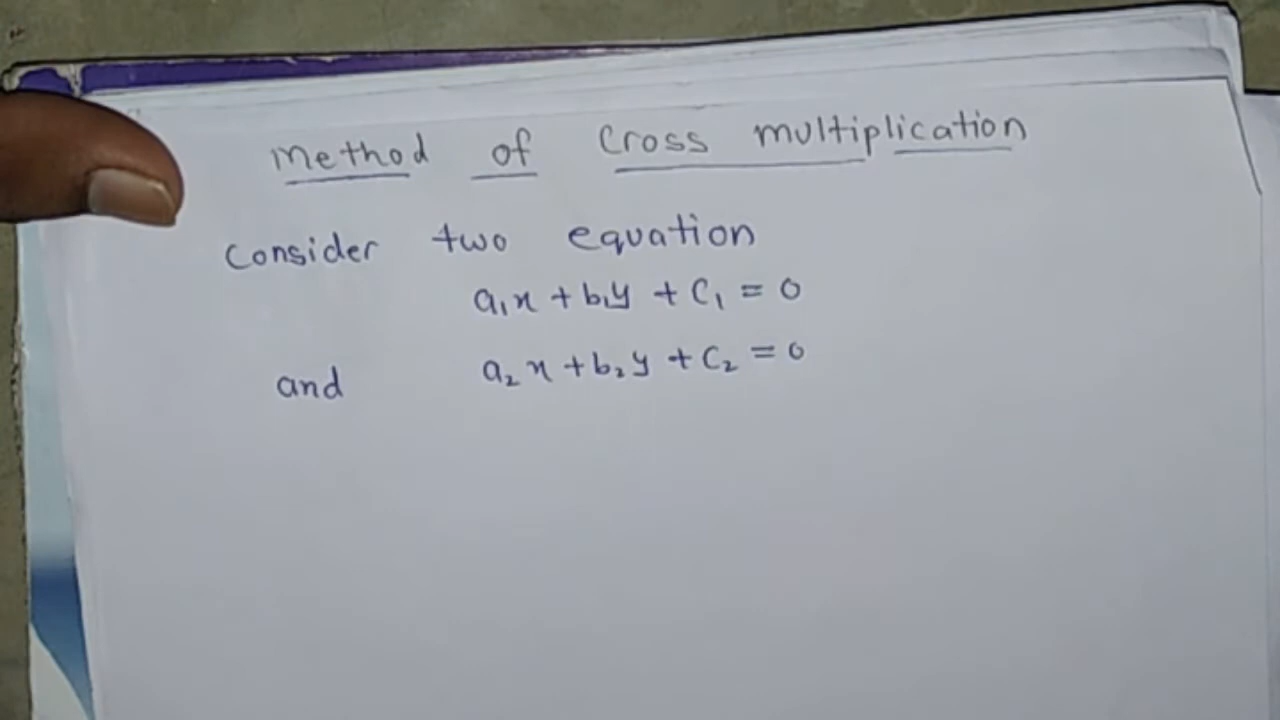 Method of Cross multiplication
Consider two equation
a₁x + b₁y + C₁ = 0
and a₂x + b₂y + C₂ = 0